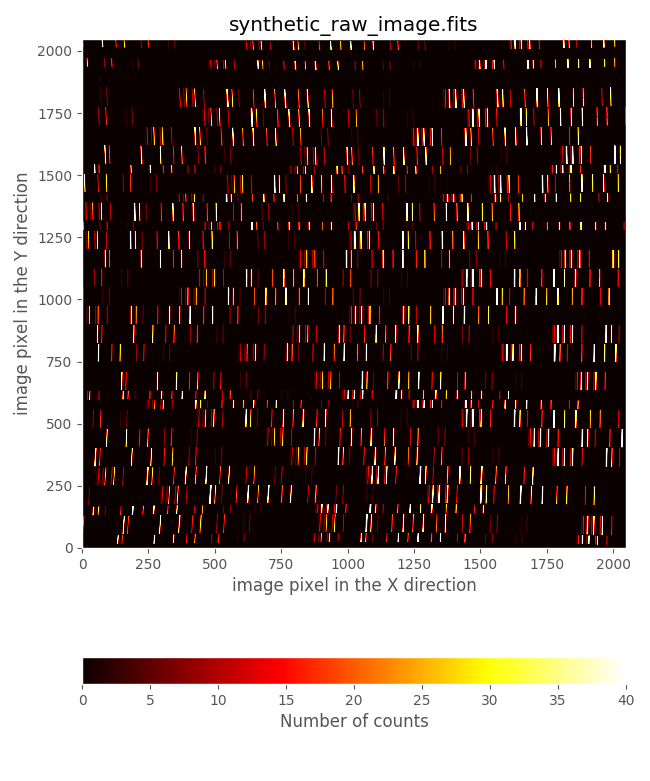 synthetic_raw_image.fits
2000
1750
1500
1250
1000
750
500
250
0
image pixel in the Y direction
0 250 500 750 1000 1250 1500 1750 2000
image pixel in the X direction
0 5 10 15 20 25 30 35 40
Number of counts